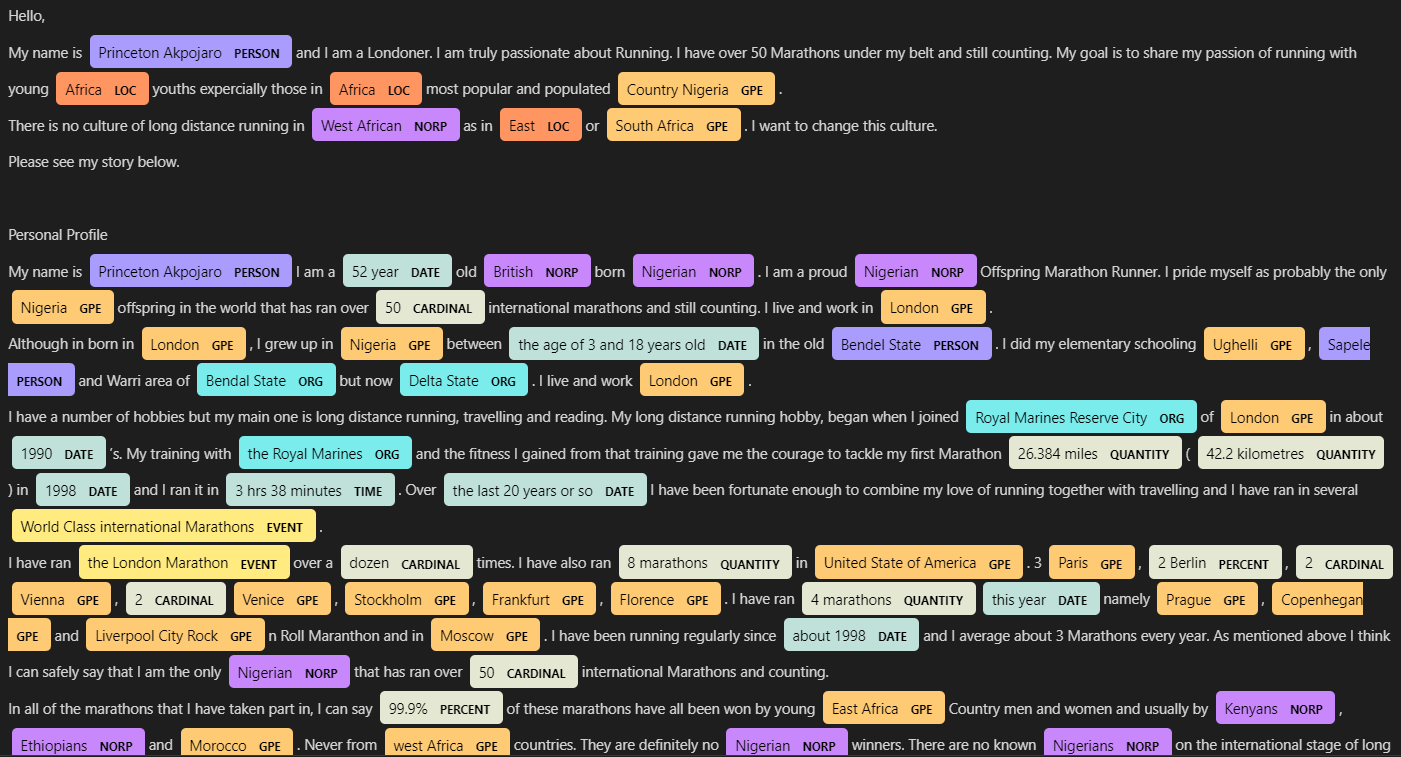 Hello,
My name is Princeton Akpojaro PERSON and I am a Londoner. I am truly passionate about Running. I have over 50 Marathons under my belt and still counting. My goal is to share my passion of running with
young Africa LOC youths expercially those in Africa LOC most popular and populated Country Nigeria GPE .
There is no culture of long distance running in West African NORP as in East LOC or South Africa GPE . I want to change this culture.
Please see my story below.
Personal Profile
My name is Princeton Akpojaro PERSON I am a 52 year DATE old British NORP born Nigerian NORP . I am a proud Nigerian NORP Offspring Marathon Runner. I pride myself as probably the only
Nigeria GPE offspring in the world that has ran over 50 CARDINAL international marathons and still counting. I live and work in London GPE .
Although in born in London GPE , I grew up in Nigeria GPE between the age of 3 and 18 years old DATE in the old Bendel State PERSON . I did my elementary schooling Ughelli GPE , Sapele
PERSON and Warri area of Bendal State ORG but now Delta State ORG . I live and work London GPE .
I have a number of hobbies but my main one is long distance running, travelling and reading. My long distance running hobby, began when I joined Royal Marines Reserve City ORG of London GPE in about
1990 DATE 's. My training with the Royal Marines ORG and the fitness I gained from that training gave me the courage to tackle my first Marathon 26.384 miles QUANTITY ( 42.2 kilometres QUANTITY
) in 1998 DATE and I ran it in 3 hrs 38 minutes TIME . Over the last 20 years or so DATE I have been fortunate enough to combine my love of running together with travelling and I have ran in several
World Class international Marathons EVENT .
I have ran the London Marathon EVENT over a dozen CARDINAL times. I have also ran 8 marathons QUANTITY in United State of America GPE . 3 Paris GPE , 2 Berlin PERCENT , 2 CARDINAL
Vienna GPE , 2 CARDINAL Venice GPE , Stockholm GPE , Frankfurt GPE , Florence GPE . I have ran 4 marathons QUANTITY this year DATE namely Prague GPE , Copenhegan
GPE and Liverpool City Rock GPE n Roll Maranthon and in Moscow GPE . I have been running regularly since about 1998 DATE and I average about 3 Marathons every year. As mentioned above I think
I can safely say that I am the only Nigerian NORP that has ran over 50 CARDINAL international Marathons and counting.
In all of the marathons that I have taken part in, I can say 99.9% PERCENT of these marathons have all been won by young East Africa GPE Country men and women and usually by Kenyans NORP ,
Ethiopians NORP and Morocco GPE . Never from west Africa GPE countries. They are definitely no Nigerian NORP winners. There are no known Nigerians NORP on the international stage of long